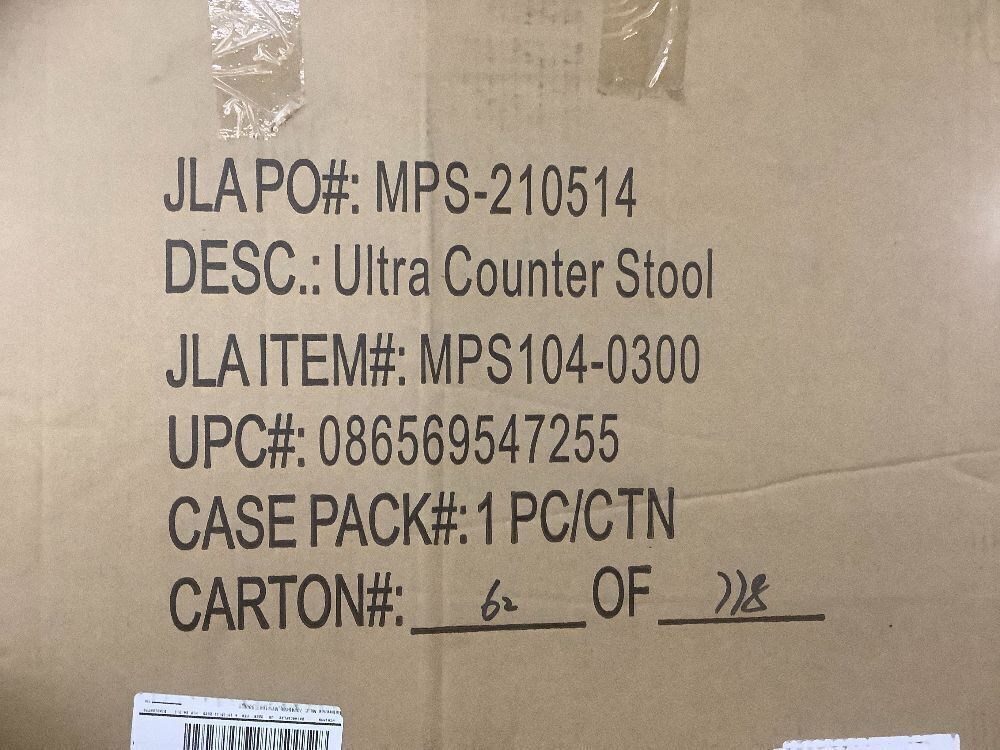 JLA PO#: MPS-210514
DESC.: Ultra Counter Stool
JLA ITEM#: MPS104-0300
UPC#: 086569547255
CASE PACK#: 1 PC/CTN
CARTON#: 62 OF 118